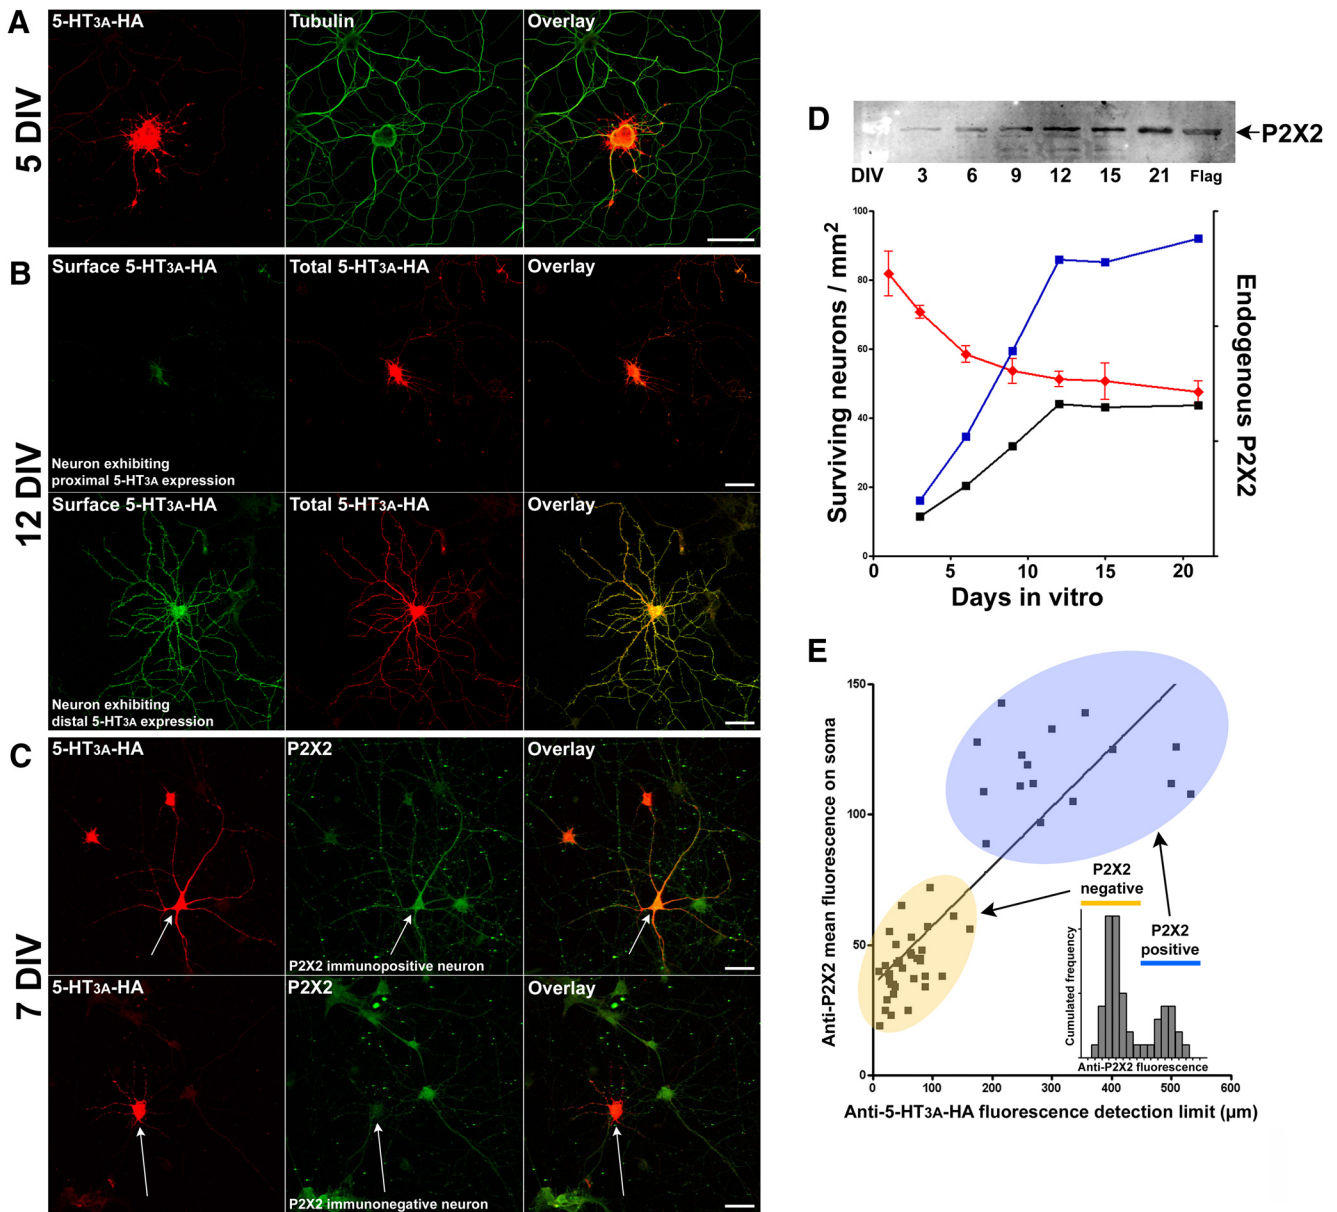 A
5 DIV
5-HT3A-HA
Tubulin
Overlay
B
12 DIV
Surface 5-HT3A-HA
Total 5-HT3A-HA
Overlay
Neuron exhibiting
proximal 5-HT3A expression
Surface 5-HT3A-HA
Total 5-HT3A-HA
Overlay
Neuron exhibiting
distal 5-HT3A expression
C
7 DIV
5-HT3A-HA
P2X2
Overlay
P2X2 immunopositive neuron
5-HT3A-HA
P2X2
Overlay
P2X2 immunonegative neuron
D
P2X2
DIV 3 6 9 12 15 21 Flag
Surviving neurons / mm2
100
80
60
40
20
0
Endogenous P2X2
0 5 10 15 20
Days in vitro
E
Anti-P2X2 mean fluorescence on soma
150
100
50
0
P2X2
negative
P2X2
positive
Cumulated frequency
Anti-P2X2 fluorescence
0 100 200 300 400 500 600
Anti-5-HT3A-HA fluorescence detection limit (µm)